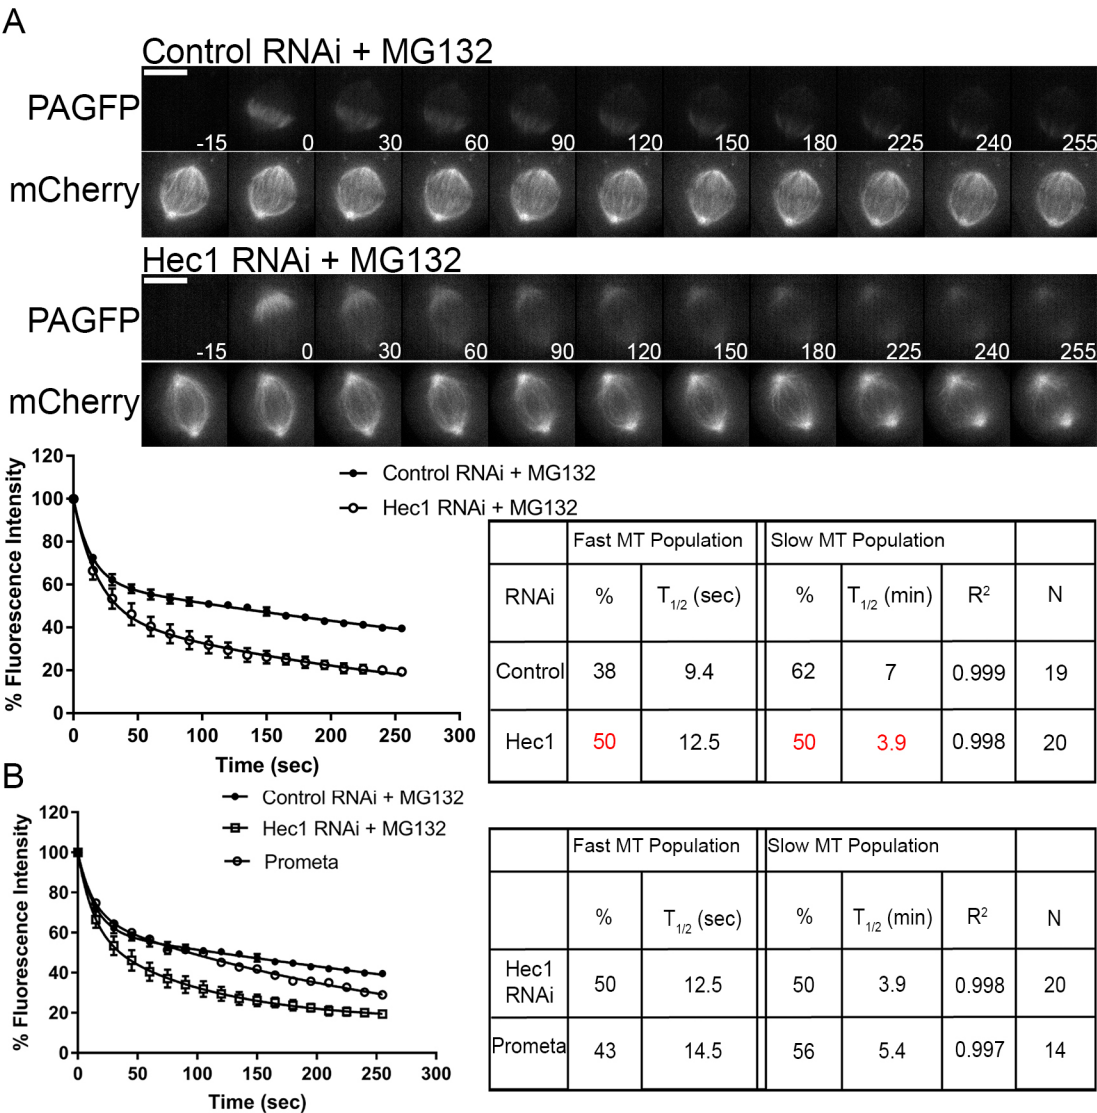 A
Control RNAi + MG132
PAGFP
-15 0 30 60 90 120 150 180 225 240 255
mCherry
Hec1 RNAi + MG132
PAGFP
-15 0 30 60 90 120 150 180 225 240 255
mCherry
% Fluorescence Intensity
120
100
80
60
40
20
0
0 50 100 150 200 250 300
Time (sec)
Control RNAi + MG132
Hec1 RNAi + MG132
Fast MT Population Slow MT Population
RNAi % T1/2 (sec) % T1/2 (min) R2 N
Control 38 9.4 62 7 0.999 19
Hec1 50 12.5 50 3.9 0.998 20
B
% Fluorescence Intensity
120
100
80
60
40
20
0
0 50 100 150 200 250 300
Time (sec)
Control RNAi + MG132
Hec1 RNAi + MG132
Prometa
Fast MT Population Slow MT Population
% T1/2 (sec) % T1/2 (min) R2 N
Hec1
RNAi 50 12.5 50 3.9 0.998 20
Prometa 43 14.5 56 5.4 0.997 14